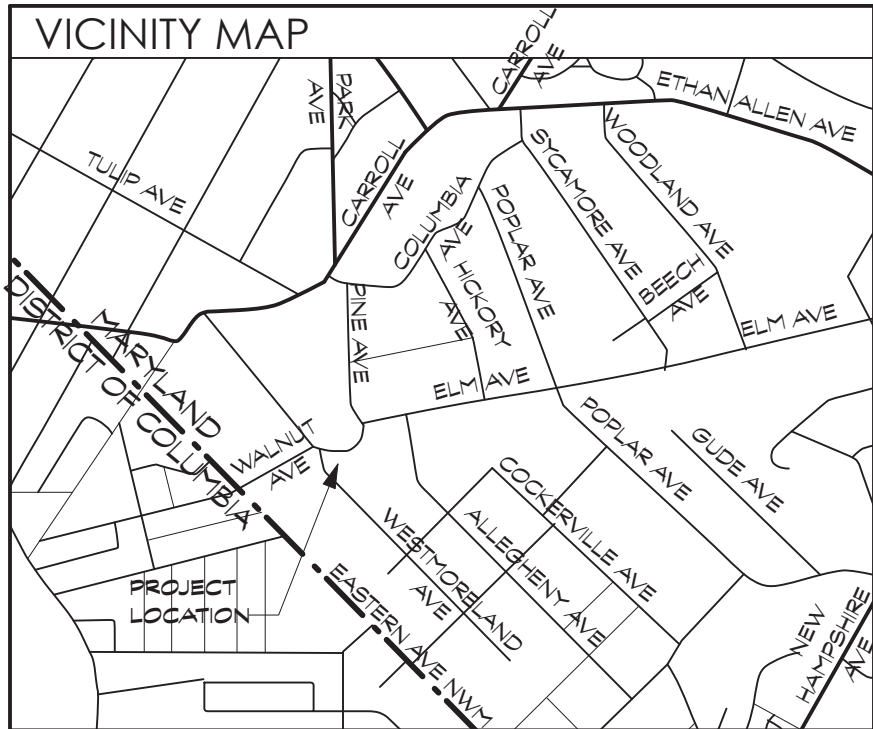 VICINITY MAP
CARROLL
AVE
PARK
AVE
ETHAN ALLEN AVE
TULIP AVE
CARROLL
AVE
COLUMBIA
AVE
SYCAMORE AVE
WOODLAND AVE
POPLAR AVE
HICKORY
AVE
BEECH
AVE
PINE AVE
ELM AVE
ELM AVE
MARYLAND
DISTRICT OF COLUMBIA
WALNUT
AVE
POPLAR AVE
GUDE AVE
COCKERVILLE AVE
ALLEGHENY AVE
WESTMORELAND
AVE
PROJECT
LOCATION
EASTERN AVE NWM
NEW
HAMPSHIRE
AVE